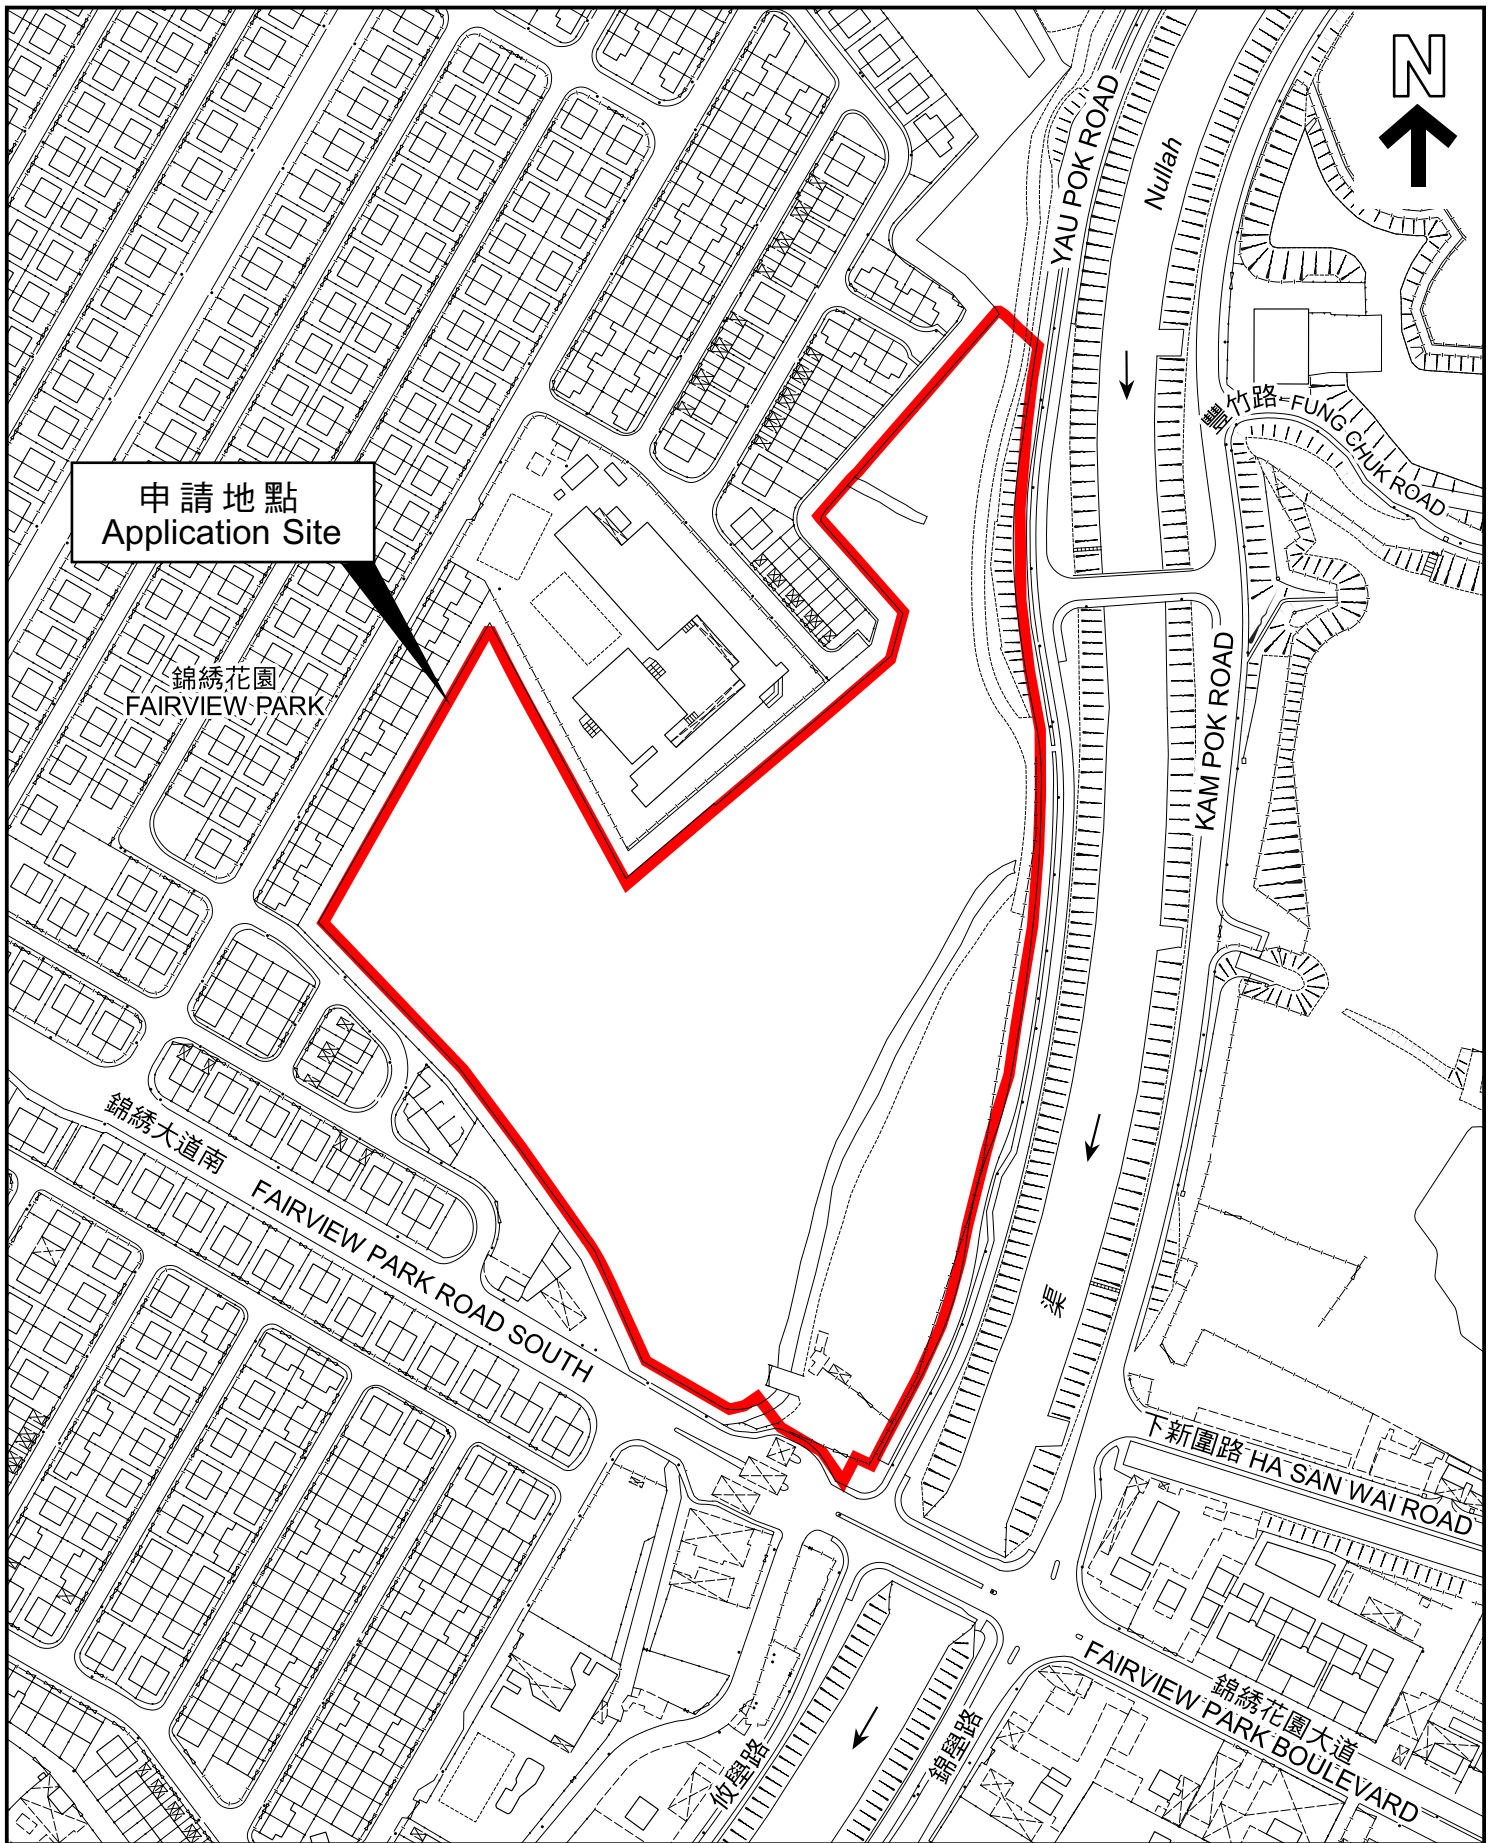 N
YAU POK ROAD
Nullah
豐竹路 FUNG CHUK ROAD
申請地點
Application Site
錦綉花園
FAIRVIEW PARK
KAM POK ROAD
錦綉大道南
FAIRVIEW PARK ROAD SOUTH
渠
下新圍路 HA SAN WAI ROAD
錦綉花園大道
FAIRVIEW PARK BOULEVARD
攸壆路
錦壆路